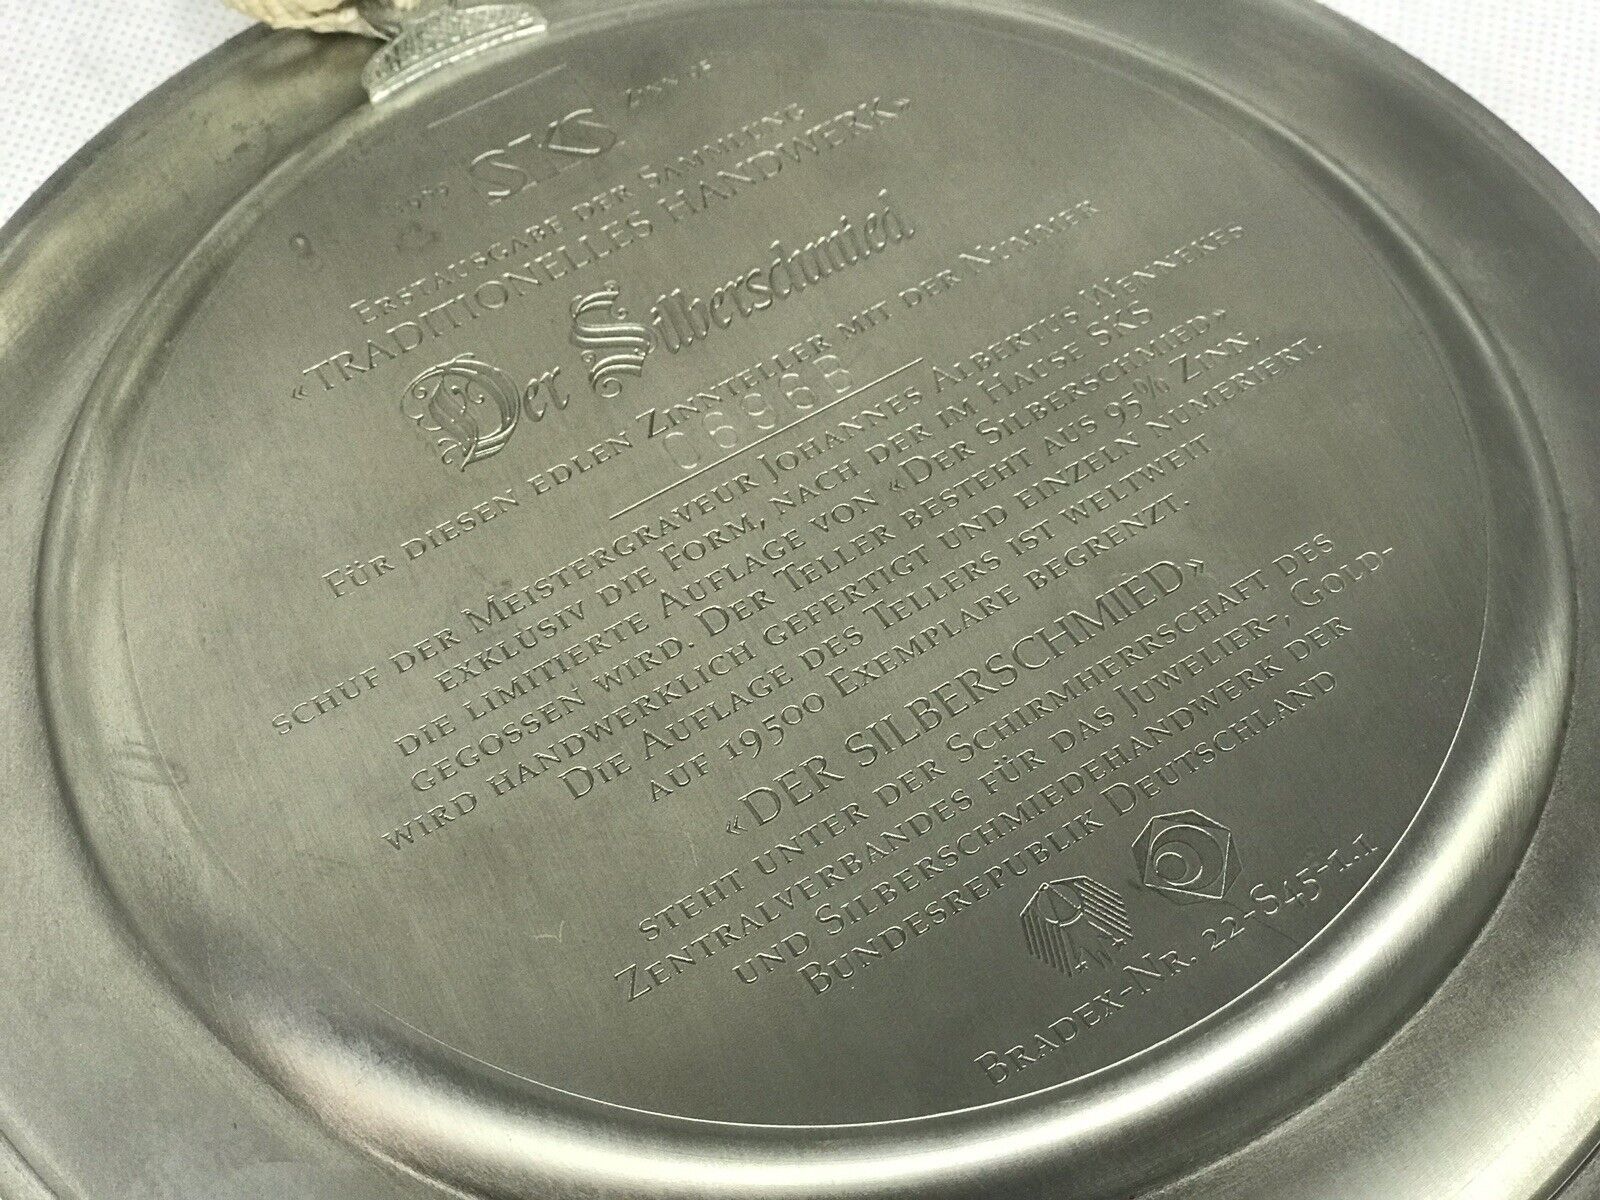 SKS
ERSTAUSGABE DER SAMMLUNG
«TRADITIONELLES HANDWERK»
Der Silberschmied
FÜR DIESEN EDLEN ZINNTELLER MIT DER NUMMER
SCHUF DER MEISTERGRAVEUR JOHANNES ALBERTUS WENNEKES
EXKLUSIV DIE FORM, NACH DER IM HAUSE SKS
DIE LIMITIERTE AUFLAGE VON «DER SILBERSCHMIED»
GEGOSSEN WIRD. DER TELLER BESTEHT AUS 95% ZINN,
WIRD HANDWERKLICH GEFERTIGT UND EINZELN NUMERIERT.
DIE AUFLAGE DES TELLERS IST WELTWEIT
AUF 19500 EXEMPLARE BEGRENZT.
«DER SILBERSCHMIED»
STEHT UNTER DER SCHIRMHERRSCHAFT DES
ZENTRALVERBANDES FÜR DAS JUWELIER-, GOLD-
UND SILBERSCHMIEDEHANDWERK DER
BUNDESREPUBLIK DEUTSCHLAND
BRADEX-NR. 22-S45-1.1